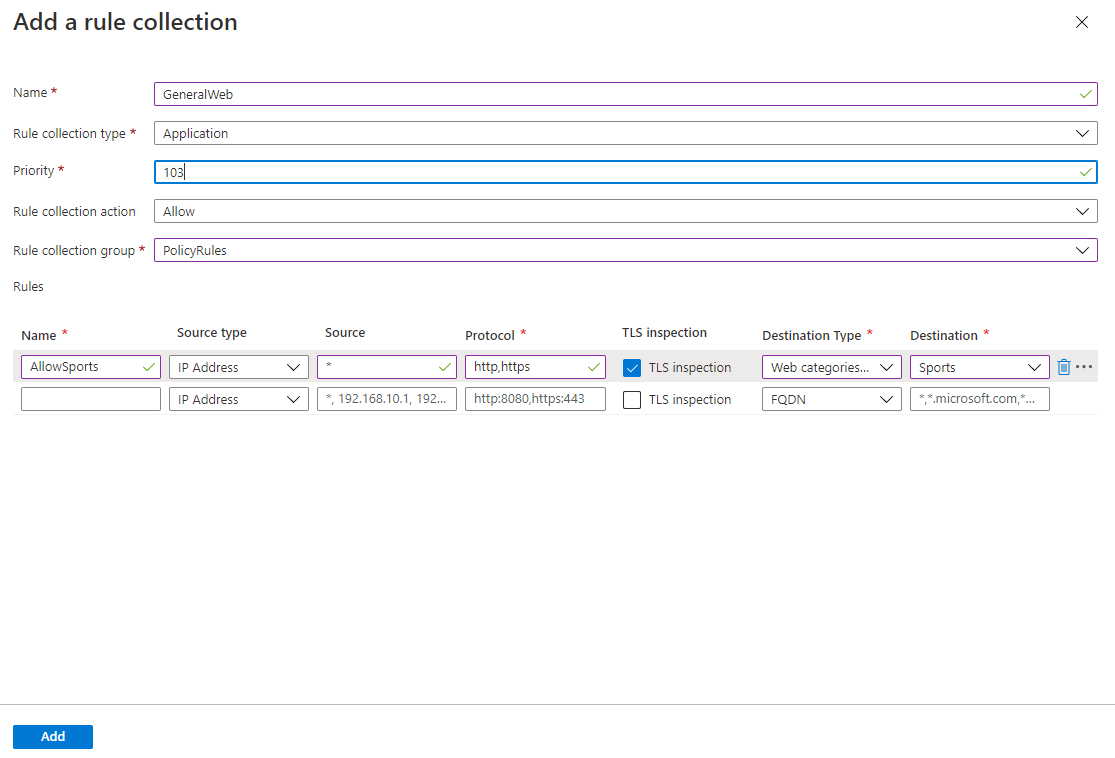 Add a rule collection
Name *
GeneralWeb
Rule collection type *
Application
Priority *
103
Rule collection action
Allow
Rule collection group *
PolicyRules
Rules
Name * Source type Source Protocol * TLS inspection Destination Type * Destination *
AllowSports IP Address * http,https TLS inspection Web categories... Sports
IP Address *, 192.168.10.1, 192... http:8080,https:443 TLS inspection FQDN *,*.microsoft.com,*...
Add